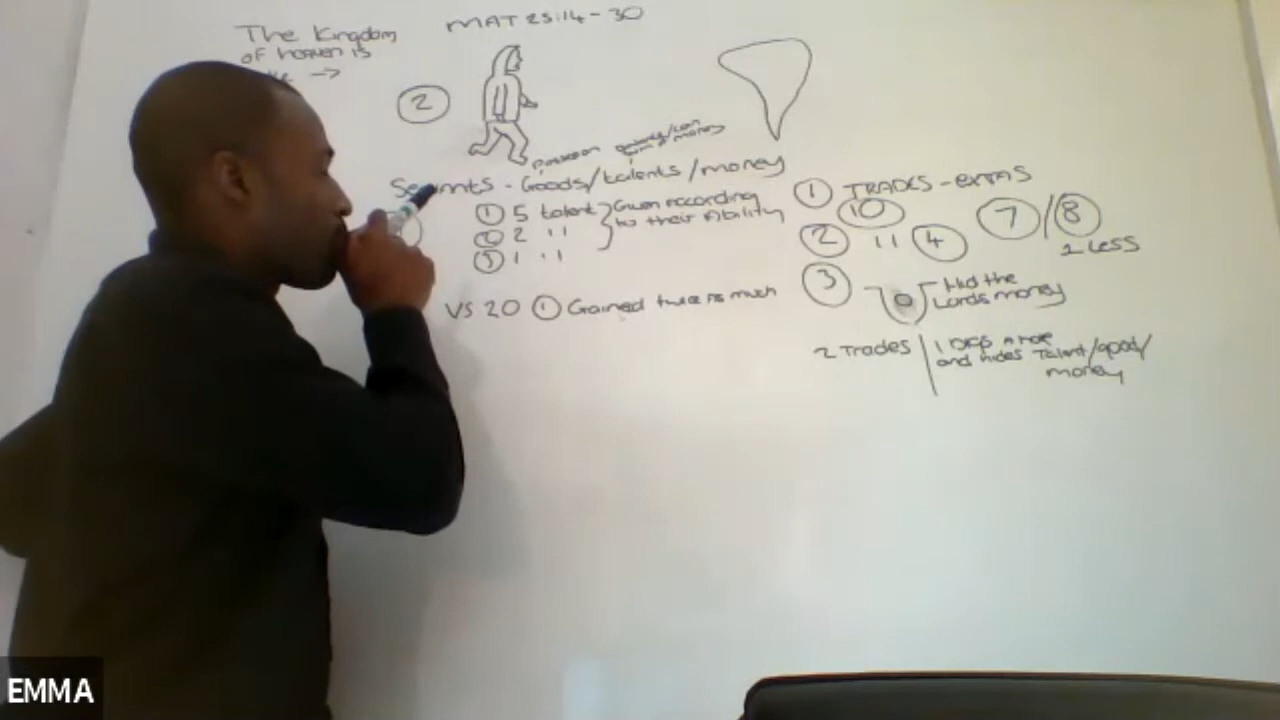 The Kingdom
of heaven is
MAT 25:14-30
2
Servants - Goods/talents/money
1 5 talent } Given according
2 2 " } to their Ability
3 1 "
VS 20 1 Gained twice as much
1 TRADES - extras
10
2 11 4
7/8
2 Less
3 0 Hid the
Lords money
2 Trades | 1
and hides Talent/good/
money
EMMA